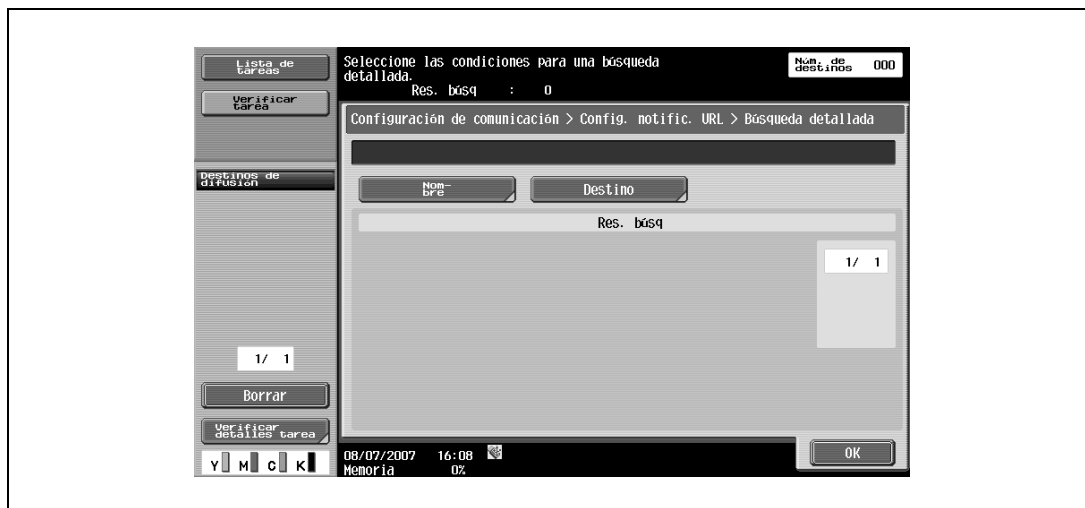 Lista de
tareas
Verificar
tarea
Destinos de
difusión
1/ 1
Borrar
Verificar
detalles tarea
Y M C K
Seleccione las condiciones para una búsqueda
detallada.
Res. búsq : 0
Núm. de
destinos 000
Configuración de comunicación > Config. notific. URL > Búsqueda detallada
Nom-
bre
Destino
Res. búsq
1/ 1
08/07/2007 16:08
Memoria 0%
OK